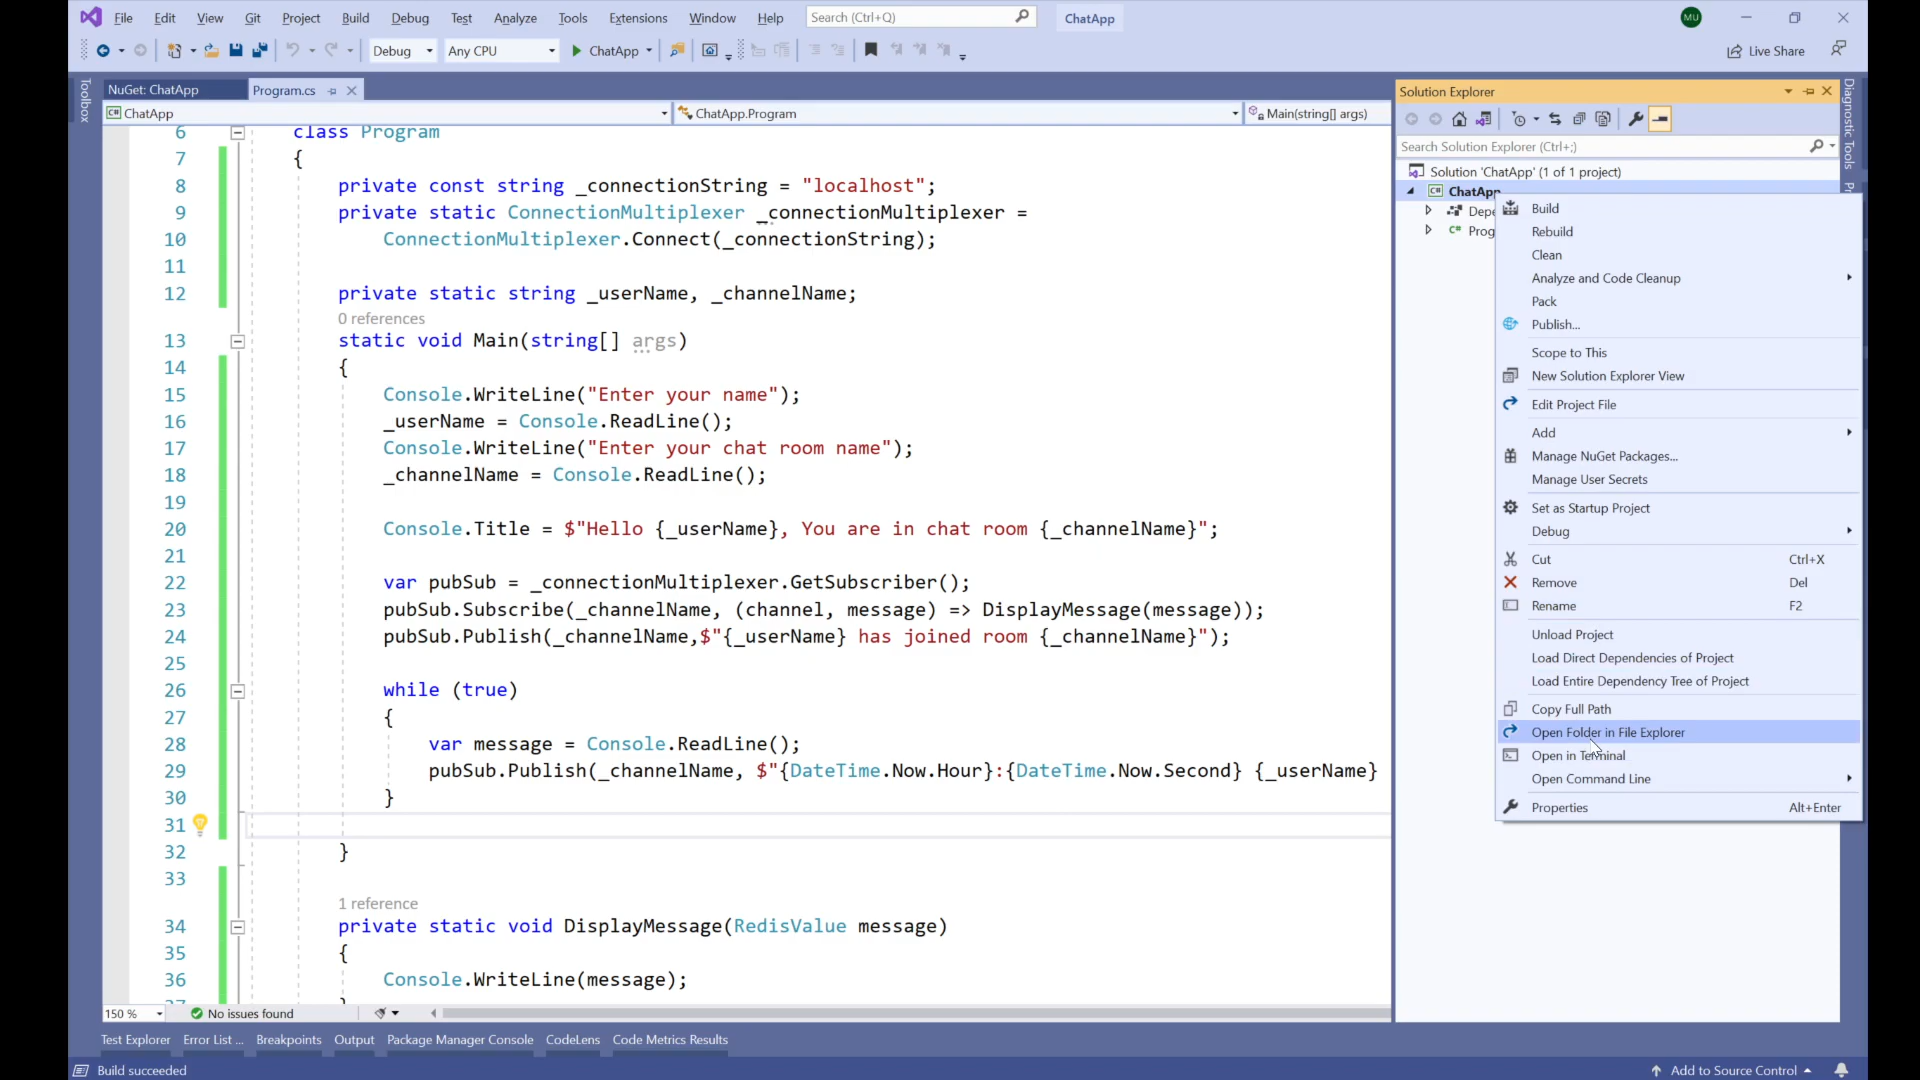 File Edit View Git Project Build Debug Test Analyze Tools Extensions Window Help Search (Ctrl+Q) ChatApp MU
Debug Any CPU ChatApp Live Share
Toolbox
NuGet: ChatApp Program.cs
C# ChatApp ChatApp.Program Main(string[] args)
6 class Program
7 {
8 private const string _connectionString = "localhost";
9 private static ConnectionMultiplexer _connectionMultiplexer =
10 ConnectionMultiplexer.Connect(_connectionString);
11
12 private static string _userName, _channelName;
0 references
13 static void Main(string[] args)
14 {
15 Console.WriteLine("Enter your name");
16 _userName = Console.ReadLine();
17 Console.WriteLine("Enter your chat room name");
18 _channelName = Console.ReadLine();
19
20 Console.Title = $"Hello {_userName}, You are in chat room {_channelName}";
21
22 var pubSub = _connectionMultiplexer.GetSubscriber();
23 pubSub.Subscribe(_channelName, (channel, message) => DisplayMessage(message));
24 pubSub.Publish(_channelName,$"{_userName} has joined room {_channelName}");
25
26 while (true)
27 {
28 var message = Console.ReadLine();
29 pubSub.Publish(_channelName, $"{DateTime.Now.Hour}:{DateTime.Now.Second} {_userName}
30 }
31
32 }
33
1 reference
34 private static void DisplayMessage(RedisValue message)
35 {
36 Console.WriteLine(message);
37 }
150 % No issues found
Test Explorer Error List ... Breakpoints Output Package Manager Console CodeLens Code Metrics Results
Build succeeded
Add to Source Control
Solution Explorer
Search Solution Explorer (Ctrl+;)
Solution 'ChatApp' (1 of 1 project)
C# ChatApp
Depe
C# Prog
Build
Rebuild
Clean
Analyze and Code Cleanup
Pack
Publish...
Scope to This
New Solution Explorer View
Edit Project File
Add
Manage NuGet Packages...
Manage User Secrets
Set as Startup Project
Debug
Cut Ctrl+X
Remove Del
Rename F2
Unload Project
Load Direct Dependencies of Project
Load Entire Dependency Tree of Project
Copy Full Path
Open Folder in File Explorer
Open in Terminal
Open Command Line
Properties Alt+Enter
Diagnostic Tools
Pr